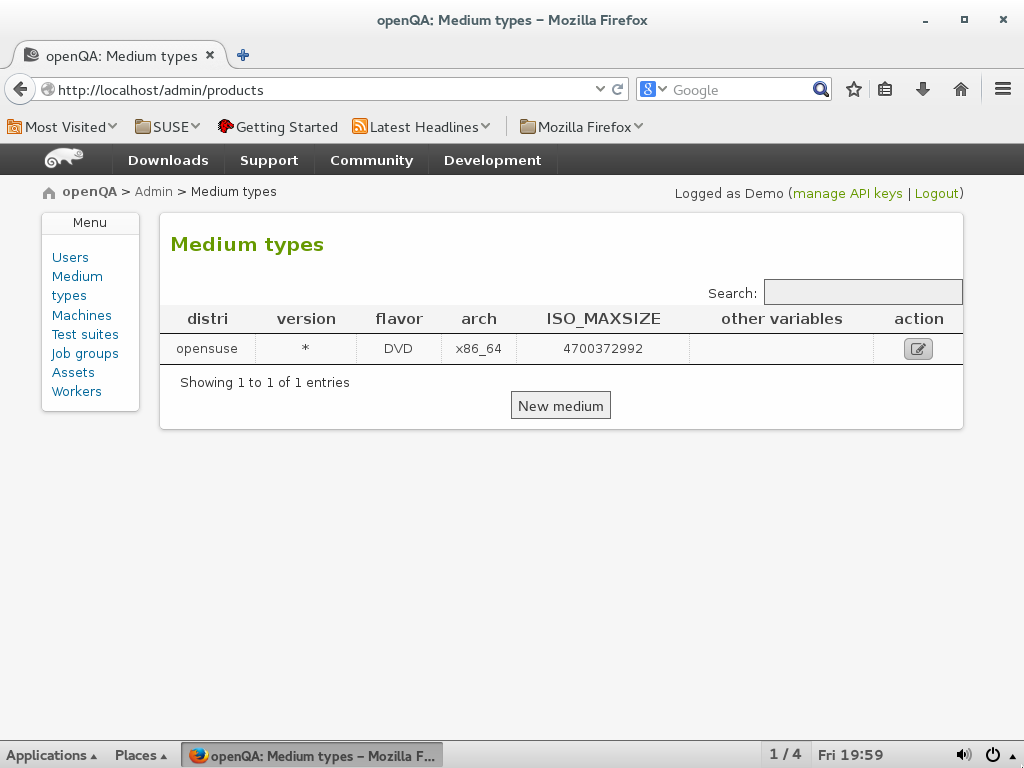 openQA: Medium types – Mozilla Firefox
openQA: Medium types
http://localhost/admin/products
Google
Most Visited
SUSE
Getting Started
Latest Headlines
Mozilla Firefox
Downloads
Support
Community
Development
openQA > Admin > Medium types
Logged as Demo (manage API keys | Logout)
Menu
Users
Medium
types
Machines
Test suites
Job groups
Assets
Workers
Medium types
Search:
distri version flavor arch ISO_MAXSIZE other variables action
opensuse * DVD x86_64 4700372992
Showing 1 to 1 of 1 entries
New medium
Applications
Places
openQA: Medium types – Mozilla F...
1 / 4
Fri 19:59